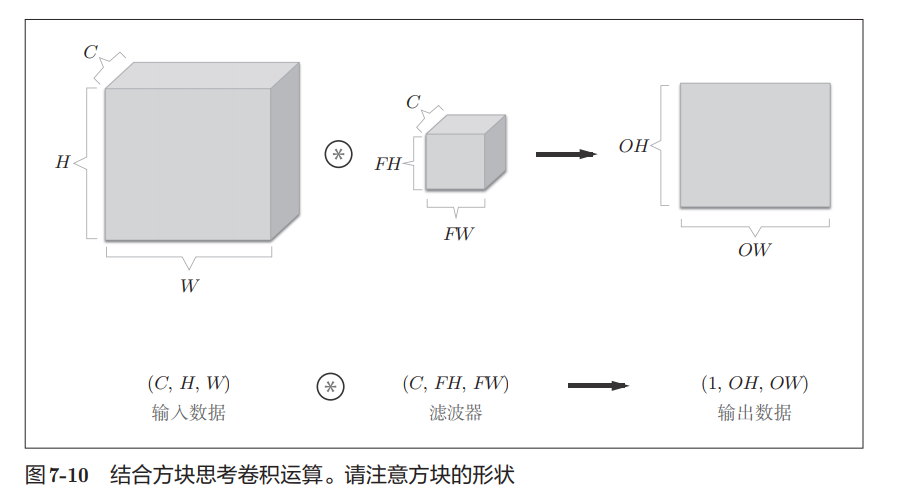 C
H
W
C
FH
FW
OH
OW
(C, H, W) (C, FH, FW) (1, OH, OW)
输入数据 滤波器 输出数据
图7-10 结合方块思考卷积运算。请注意方块的形状